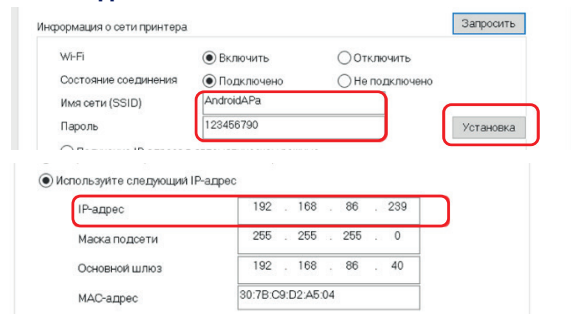 Информация о сети принтера
Запросить
Wi-Fi
Включить
Отключить
Состояние соединения
Подключено
Не подключено
Имя сети (SSID)
AndroidAPa
Пароль
123456790
Установка
Используйте следующий IP-адрес
IP-адрес
192 . 168 . 86 . 239
Маска подсети
255 . 255 . 255 . 0
Основной шлюз
192 . 168 . 86 . 40
MAC-адрес
30:7B:C9:D2:A5:04